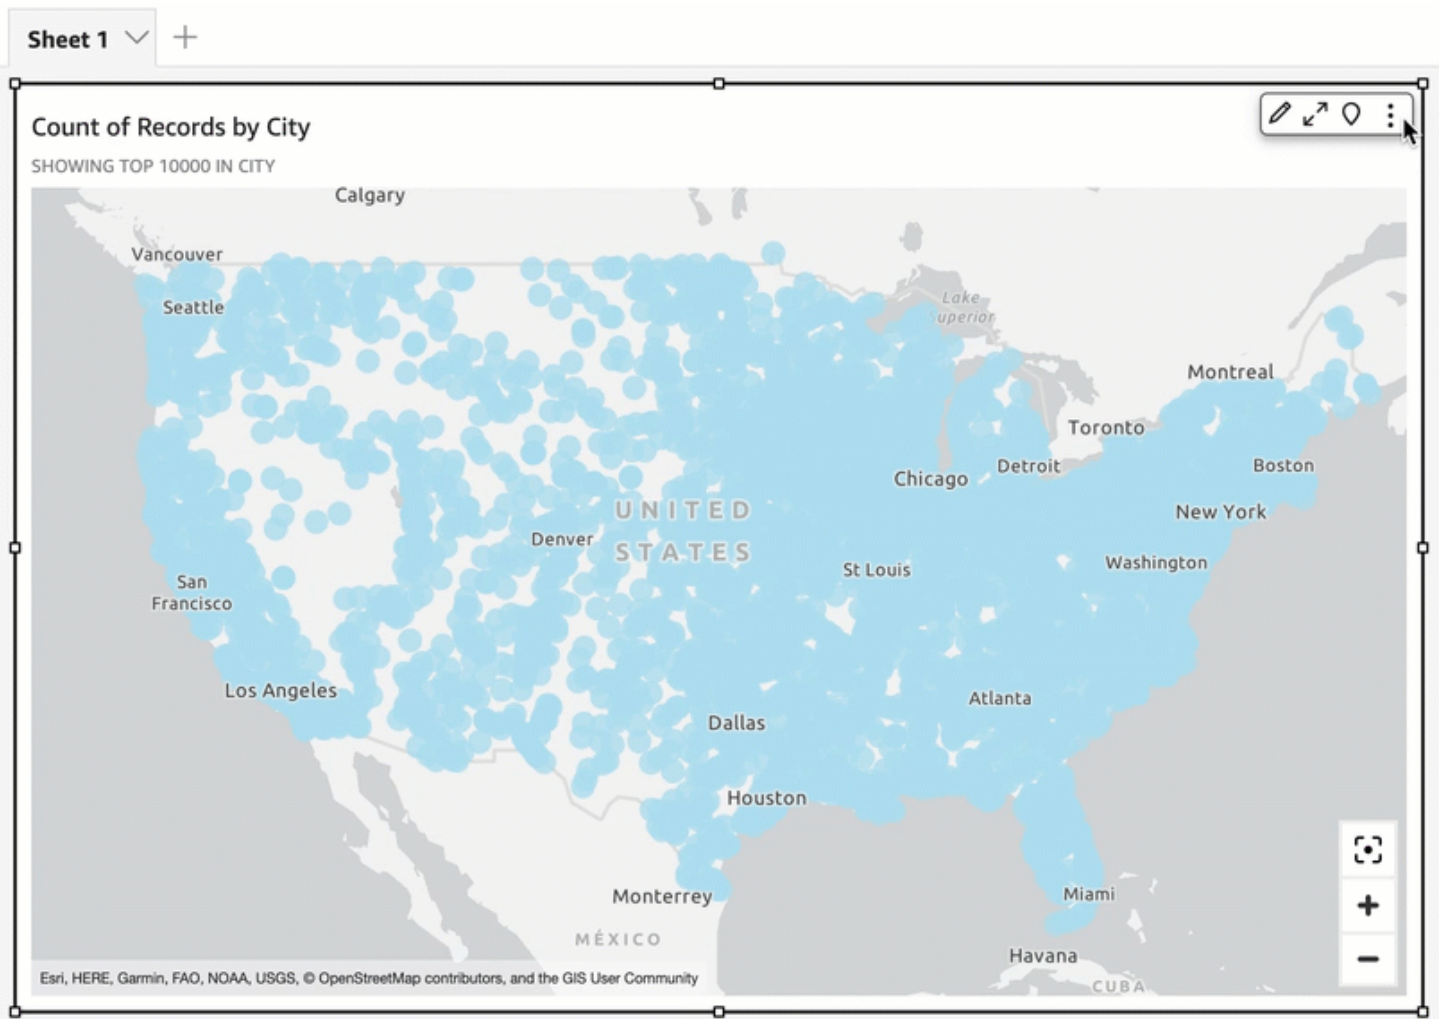 Sheet 1
Count of Records by City
SHOWING TOP 10000 IN CITY
Calgary
Vancouver
Seattle
Lake
Superior
Montreal
Toronto
Chicago
Detroit
Boston
UNITED
STATES
New York
Denver
St Louis
Washington
San
Francisco
Los Angeles
Atlanta
Dallas
Houston
Monterrey
Miami
MÉXICO
Havana
CUBA
Esri, HERE, Garmin, FAO, NOAA, USGS, © OpenStreetMap contributors, and the GIS User Community